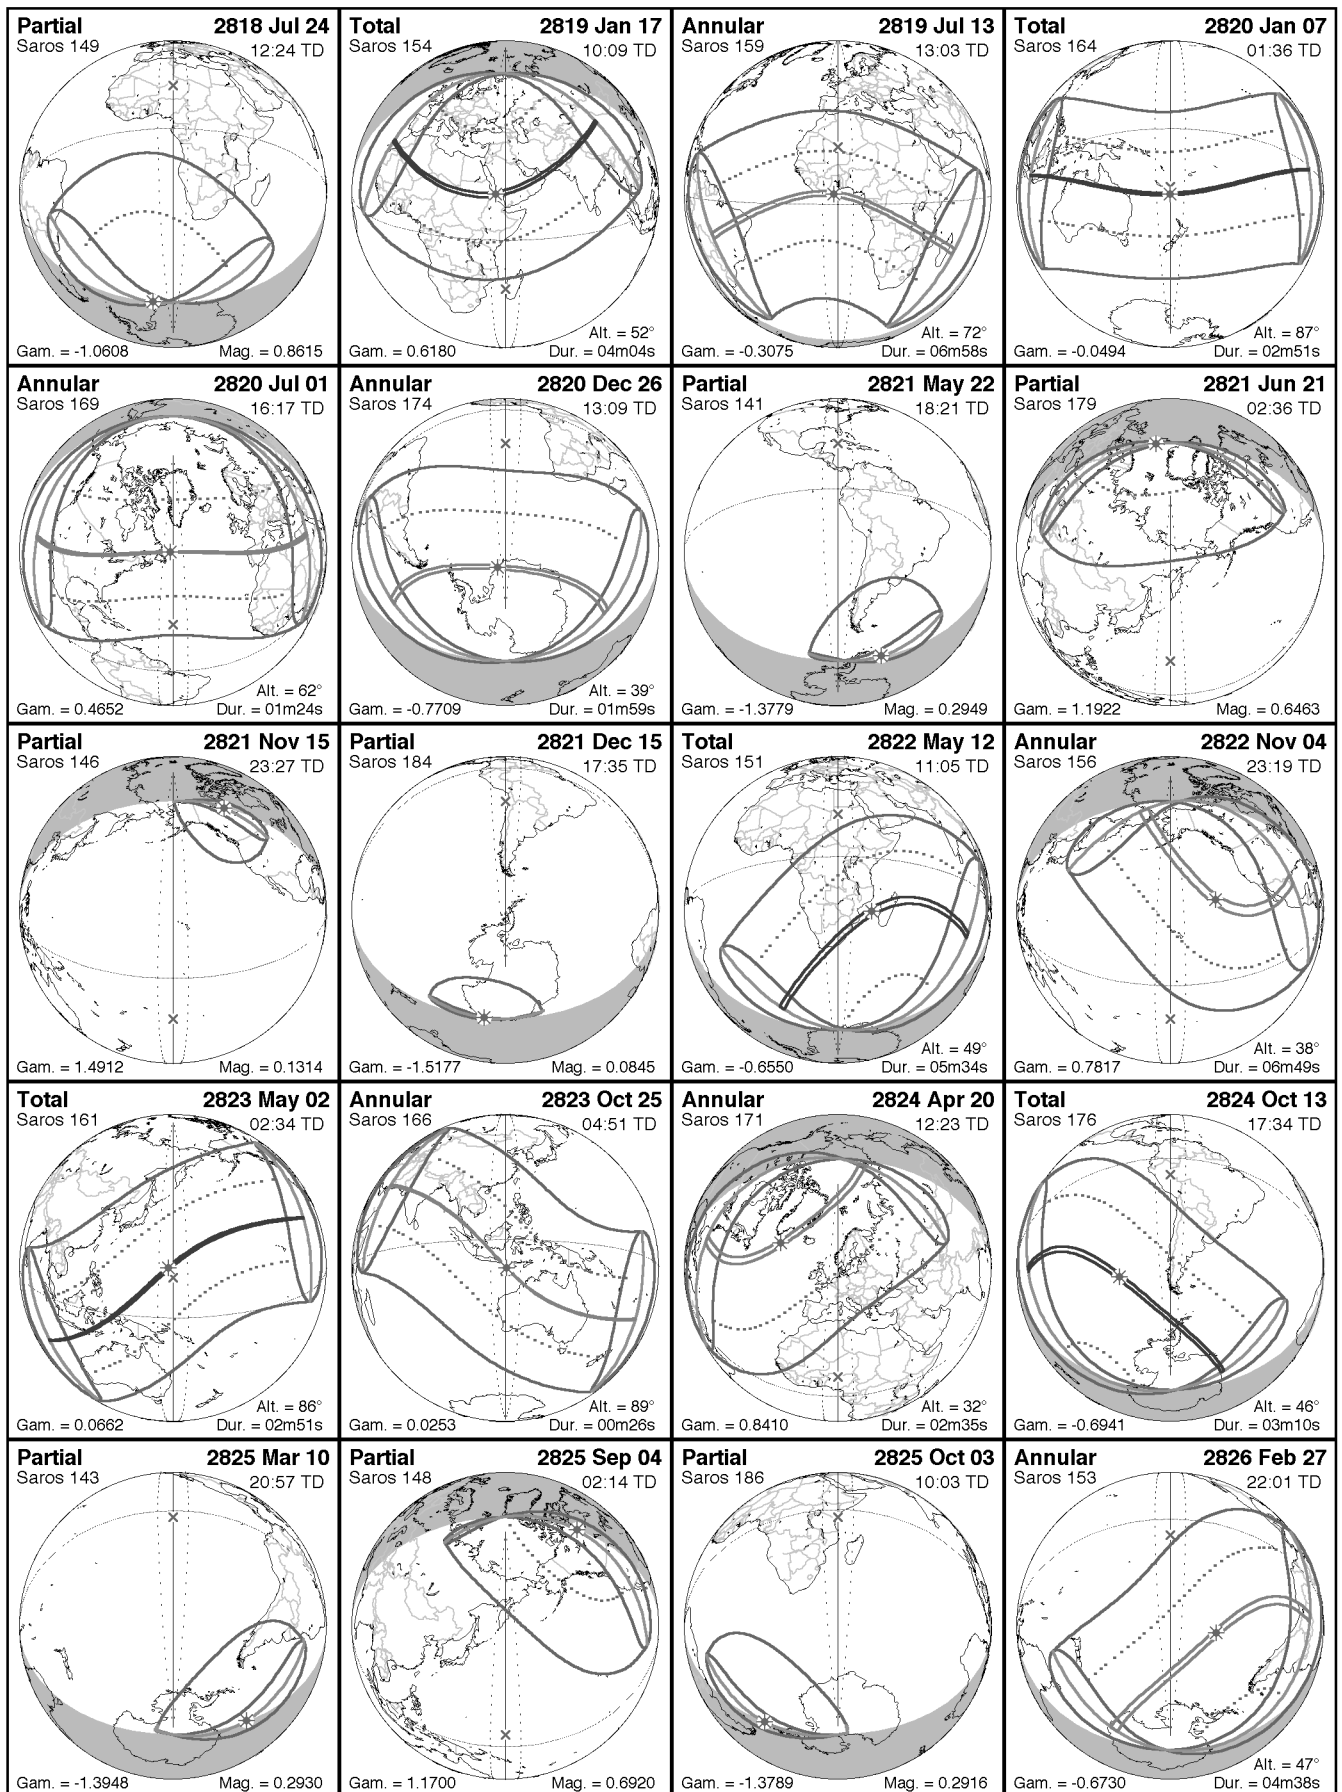 Partial 2818 Jul 24
Saros 149 12:24 TD
Gam. = -1.0608 Mag. = 0.8615
Total 2819 Jan 17
Saros 154 10:09 TD
Alt. = 52°
Gam. = 0.6180 Dur. = 04m04s
Annular 2819 Jul 13
Saros 159 13:03 TD
Alt. = 72°
Gam. = -0.3075 Dur. = 06m58s
Total 2820 Jan 07
Saros 164 01:36 TD
Alt. = 87°
Gam. = -0.0494 Dur. = 02m51s
Annular 2820 Jul 01
Saros 169 16:17 TD
Alt. = 62°
Gam. = 0.4652 Dur. = 01m24s
Annular 2820 Dec 26
Saros 174 13:09 TD
Alt. = 39°
Gam. = -0.7709 Dur. = 01m59s
Partial 2821 May 22
Saros 141 18:21 TD
Gam. = -1.3779 Mag. = 0.2949
Partial 2821 Jun 21
Saros 179 02:36 TD
Gam. = 1.1922 Mag. = 0.6463
Partial 2821 Nov 15
Saros 146 23:27 TD
Gam. = 1.4912 Mag. = 0.1314
Partial 2821 Dec 15
Saros 184 17:35 TD
Gam. = -1.5177 Mag. = 0.0845
Total 2822 May 12
Saros 151 11:05 TD
Alt. = 49°
Gam. = -0.6550 Dur. = 05m34s
Annular 2822 Nov 04
Saros 156 23:19 TD
Alt. = 38°
Gam. = 0.7817 Dur. = 06m49s
Total 2823 May 02
Saros 161 02:34 TD
Alt. = 86°
Gam. = 0.0662 Dur. = 02m51s
Annular 2823 Oct 25
Saros 166 04:51 TD
Alt. = 89°
Gam. = 0.0253 Dur. = 00m26s
Annular 2824 Apr 20
Saros 171 12:23 TD
Alt. = 32°
Gam. = 0.8410 Dur. = 02m35s
Total 2824 Oct 13
Saros 176 17:34 TD
Alt. = 46°
Gam. = -0.6941 Dur. = 03m10s
Partial 2825 Mar 10
Saros 143 20:57 TD
Gam. = -1.3948 Mag. = 0.2930
Partial 2825 Sep 04
Saros 148 02:14 TD
Gam. = 1.1700 Mag. = 0.6920
Partial 2825 Oct 03
Saros 186 10:03 TD
Gam. = -1.3789 Mag. = 0.2916
Annular 2826 Feb 27
Saros 153 22:01 TD
Alt. = 47°
Gam. = -0.6730 Dur. = 04m38s